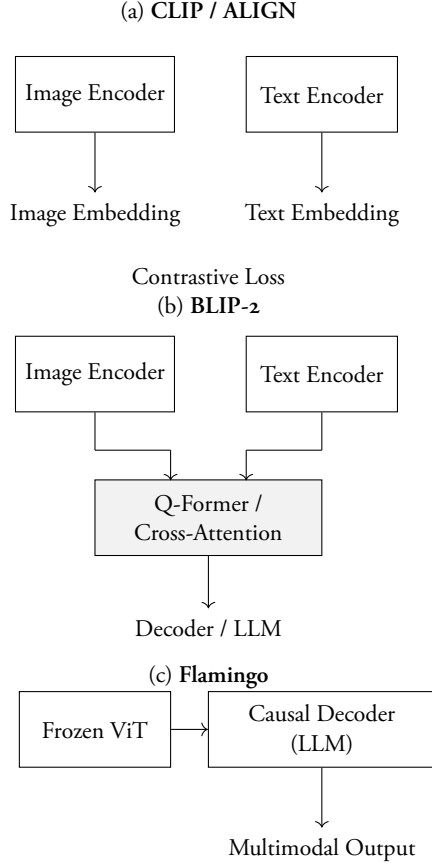 (a) CLIP / ALIGN
Image Encoder
Text Encoder
Image Embedding
Text Embedding
Contrastive Loss
(b) BLIP-2
Image Encoder
Text Encoder
Q-Former /
Cross-Attention
Decoder / LLM
(c) Flamingo
Frozen ViT
Causal Decoder
(LLM)
Multimodal Output